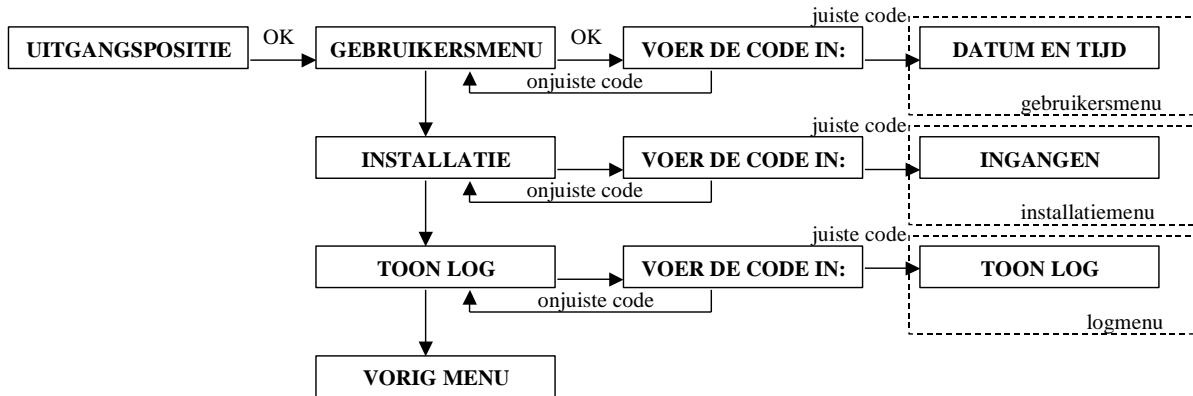 juiste code
OK
OK
UITGANGSPOSITIE
GEBRUIKERSMENU
VOER DE CODE IN:
DATUM EN TIJD
onjuiste code
gebruikersmenu
juiste code
INSTALLATIE
VOER DE CODE IN:
INGANGEN
onjuiste code
installatiemenu
juiste code
TOON LOG
VOER DE CODE IN:
TOON LOG
onjuiste code
logmenu
VORIG MENU